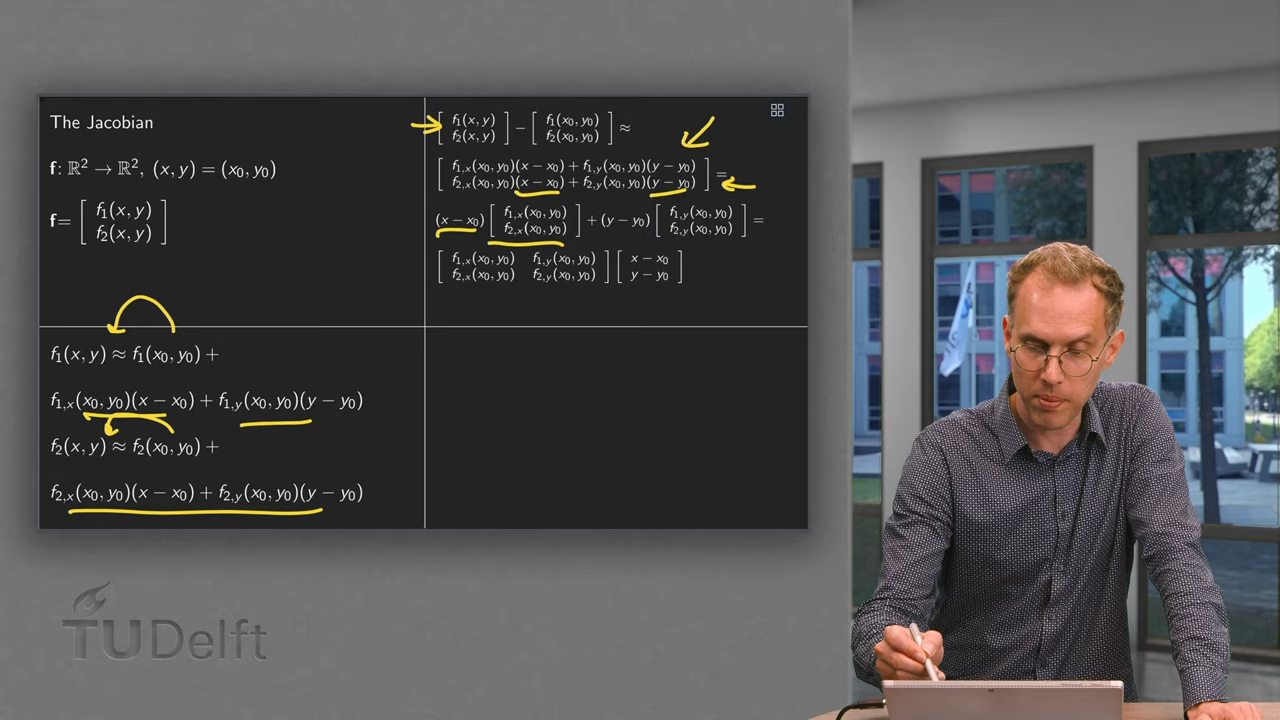 The Jacobian
f: ℝ² → ℝ², (x, y) = (x₀, y₀)
f= [ f₁(x, y)
f₂(x, y) ]
f₁(x, y) ≈ f₁(x₀, y₀) +
f₁,ₓ(x₀, y₀)(x − x₀) + f₁,ᵧ(x₀, y₀)(y − y₀)
f₂(x, y) ≈ f₂(x₀, y₀) +
f₂,ₓ(x₀, y₀)(x − x₀) + f₂,ᵧ(x₀, y₀)(y − y₀)
[ f₁(x, y) ] − [ f₁(x₀, y₀) ] ≈
[ f₂(x, y) ] [ f₂(x₀, y₀) ]
[ f₁,ₓ(x₀, y₀)(x − x₀) + f₁,ᵧ(x₀, y₀)(y − y₀) ] =
[ f₂,ₓ(x₀, y₀)(x − x₀) + f₂,ᵧ(x₀, y₀)(y − y₀) ]
(x − x₀) [ f₁,ₓ(x₀, y₀) ] + (y − y₀) [ f₁,ᵧ(x₀, y₀) ] =
[ f₂,ₓ(x₀, y₀) ] [ f₂,ᵧ(x₀, y₀) ]
[ f₁,ₓ(x₀, y₀) f₁,ᵧ(x₀, y₀) ] [ x − x₀ ]
[ f₂,ₓ(x₀, y₀) f₂,ᵧ(x₀, y₀) ] [ y − y₀ ]
TUDelft